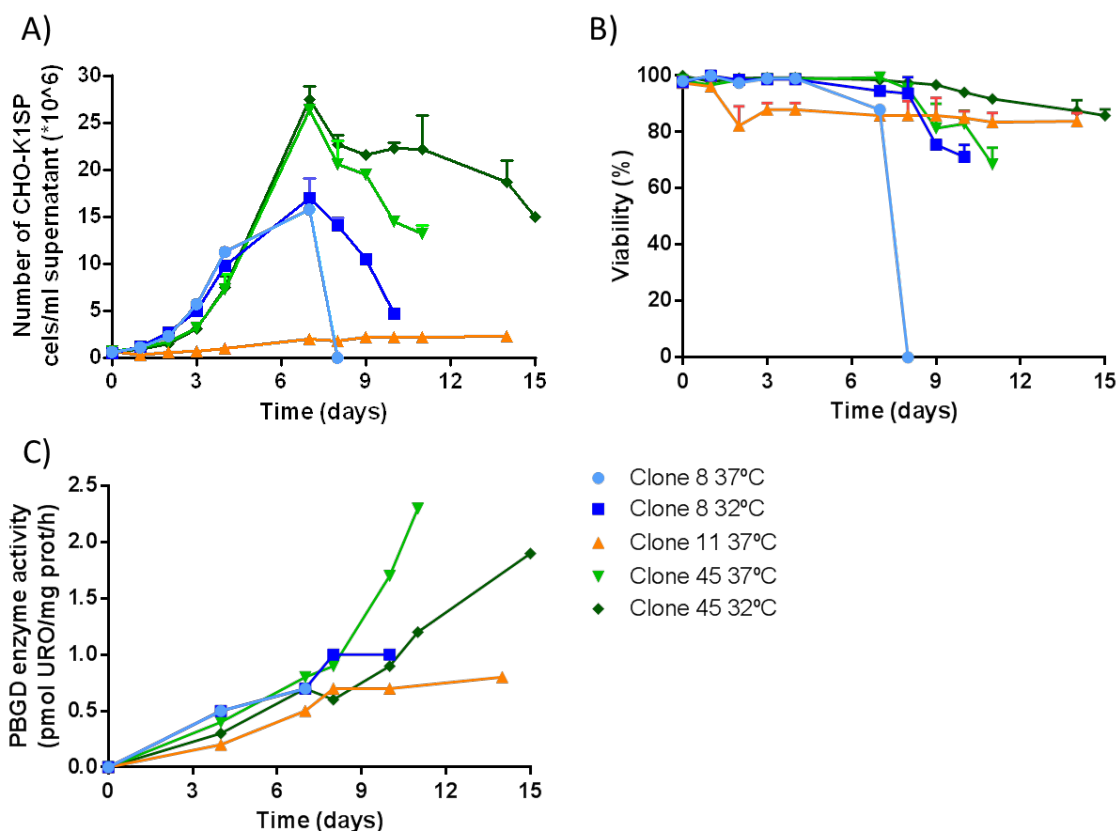 A)
Number of CHO-K1SP
cels/ml supernatant (*10^6)
30
25
20
15
10
5
0
0 3 6 9 12 15
Time (days)
B)
Viability (%)
100
80
60
40
20
0
0 3 6 9 12 15
Time (days)
C)
PBGD enzyme activity
(pmol URO/mg prot/h)
2.5
2.0
1.5
1.0
0.5
0.0
0 3 6 9 12 15
Time (days)
Clone 8 37ºC
Clone 8 32ºC
Clone 11 37ºC
Clone 45 37ºC
Clone 45 32ºC